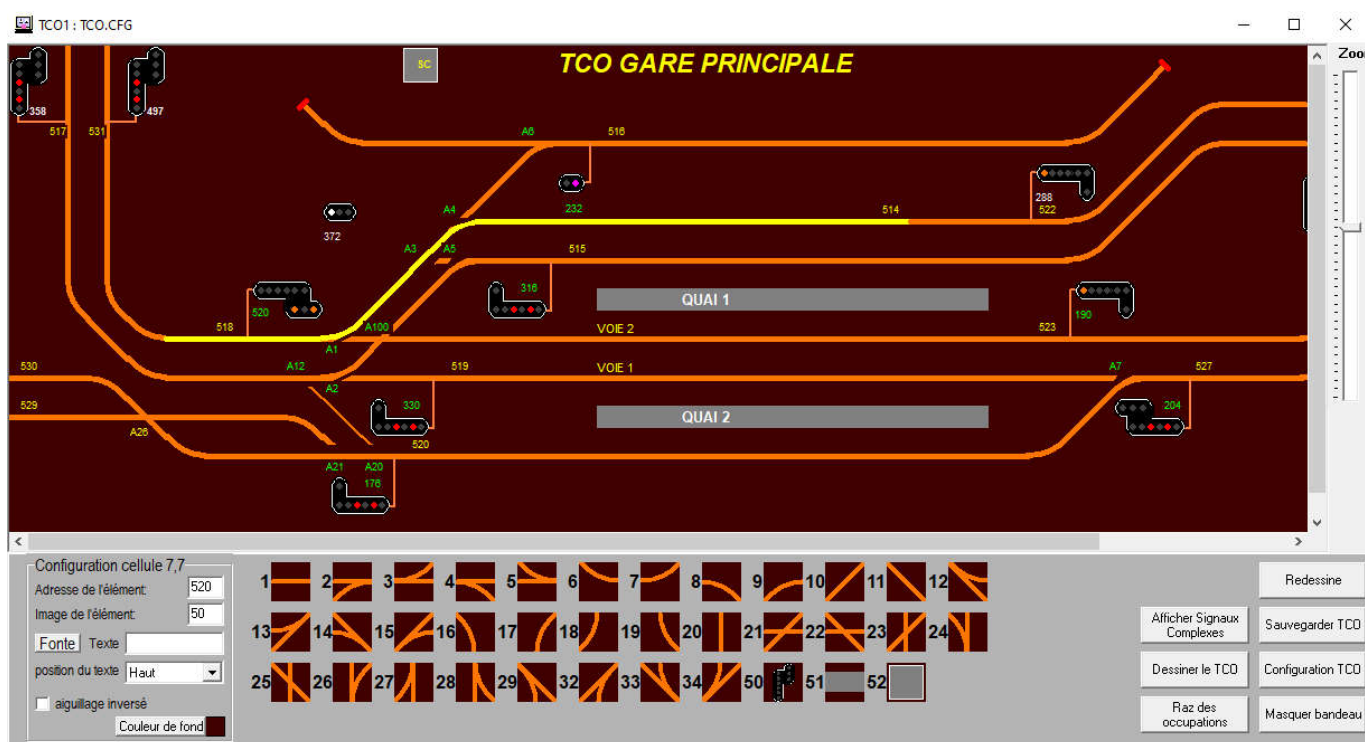 TCO1 : TCO.CFG
Zoo
SC
TCO GARE PRINCIPALE
358
497
517
531
A6
516
288
372
A4
232
514
522
A3
A5
515
520
316
QUAI 1
190
518
A100
VOIE 2
523
A1
530
A12
519
VOIE 1
A7
527
A2
529
330
QUAI 2
204
A26
520
A21
A20
176
Configuration cellule 7,7
Adresse de l'élément:
520
Image de l'élément:
50
Fonte
Texte
position du texte
Haut
aiguillage inversé
Couleur de fond
1 2 3 4 5 6 7 8 9 10 11 12
13 14 15 16 17 18 19 20 21 22 23 24
25 26 27 28 29 32 33 34 50 51 52
Redessine
Afficher Signaux
Complexes
Sauvegarder TCO
Dessiner le TCO
Configuration TCO
Raz des
occupations
Masquer bandeau